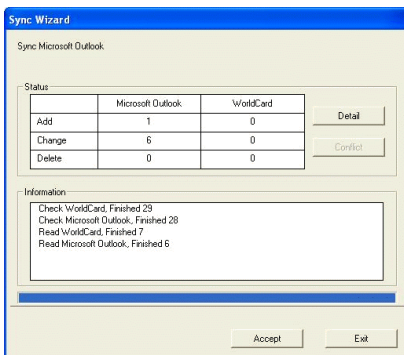 Sync Wizard
Sync Microsoft Outlook
Status
Microsoft Outlook WorldCard
Add 1 0
Detail
Change 6 0
Conflict
Delete 0 0
Information
Check WorldCard, Finished 29
Check Microsoft Outlook, Finished 28
Read WorldCard, Finished 7
Read Microsoft Outlook, Finished 6
Accept Exit